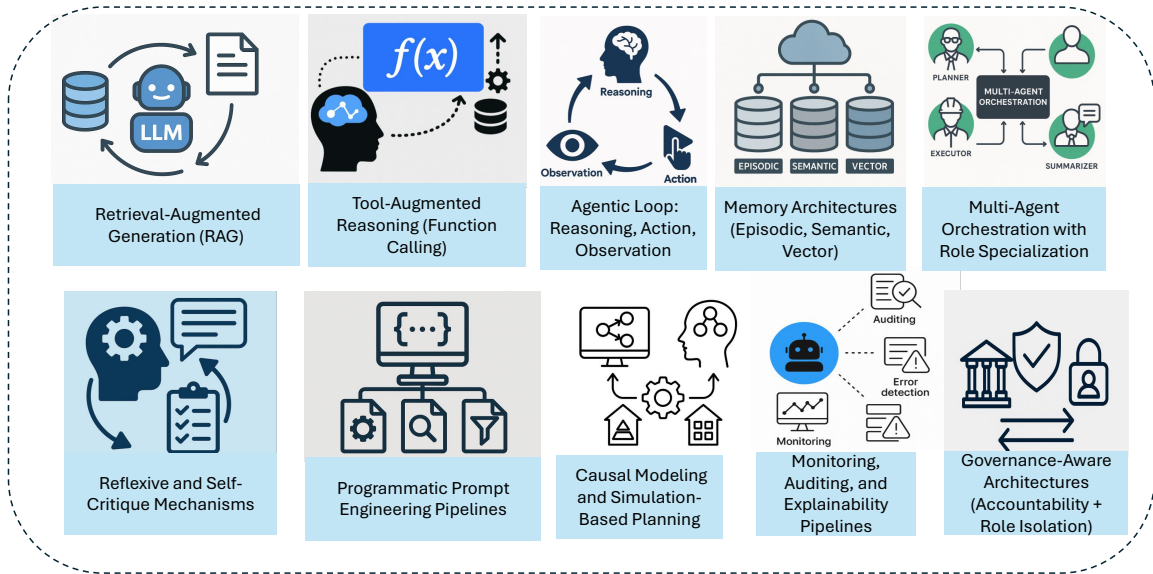 LLM
Retrieval-Augmented
Generation (RAG)
f(x)
Tool-Augmented
Reasoning (Function
Calling)
Reasoning
Observation
Action
Agentic Loop:
Reasoning, Action,
Observation
EPISODIC
SEMANTIC
VECTOR
Memory Architectures
(Episodic, Semantic,
Vector)
PLANNER
MULTI-AGENT
ORCHESTRATION
EXECUTOR
SUMMARIZER
Multi-Agent
Orchestration with
Role Specialization
Reflexive and Self-
Critique Mechanisms
{...}
Programmatic Prompt
Engineering Pipelines
Causal Modeling
and Simulation-
Based Planning
Auditing
Error
detection
Monitoring
Monitoring,
Auditing, and
Explainability
Pipelines
Governance-Aware
Architectures
(Accountability +
Role Isolation)